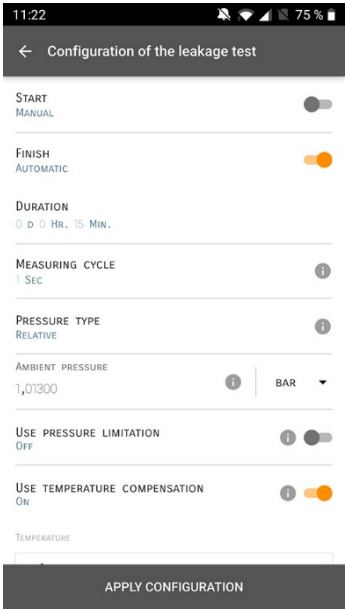 11:22
75 %
Configuration of the leakage test
START
MANUAL
FINISH
AUTOMATIC
DURATION
0 D 0 HR. 15 MIN.
MEASURING CYCLE
1 SEC
PRESSURE TYPE
RELATIVE
AMBIENT PRESSURE
1,01300
BAR
USE PRESSURE LIMITATION
OFF
USE TEMPERATURE COMPENSATION
ON
TEMPERATURE
APPLY CONFIGURATION